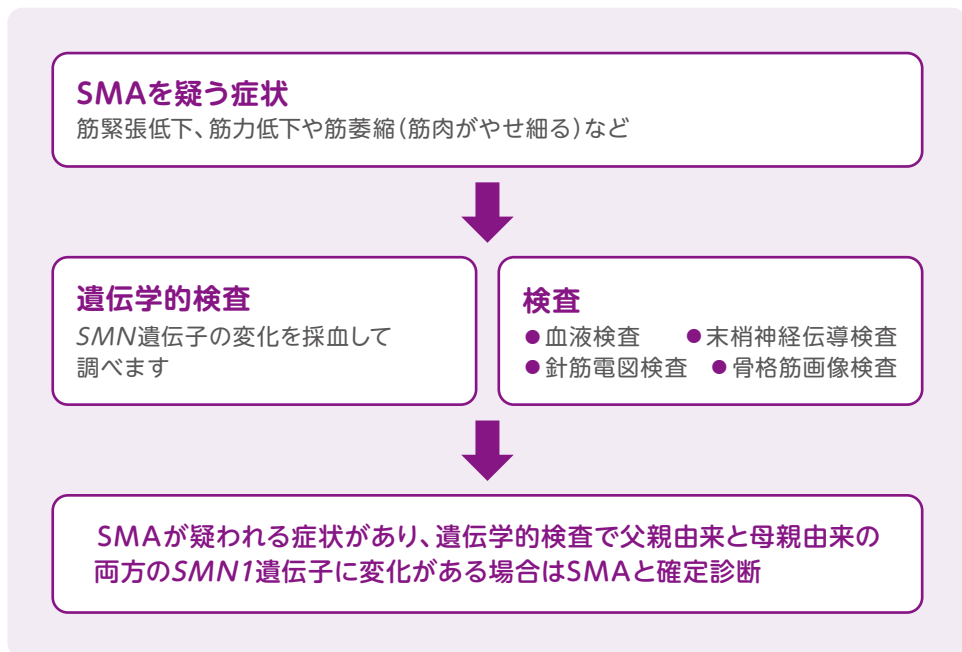 SMAを疑う症状
筋緊張低下、筋力低下や筋萎縮(筋肉がやせ細る)など
遺伝学的検査
SMN遺伝子の変化を採血して
調べます
検査
●血液検査 ●末梢神経伝導検査
●針筋電図検査 ●骨格筋画像検査
SMAが疑われる症状があり、遺伝学的検査で父親由来と母親由来の
両方のSMN1遺伝子に変化がある場合はSMAと確定診断